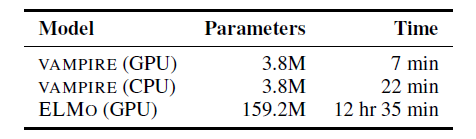 Model Parameters Time
VAMPIRE (GPU) 3.8M 7 min
VAMPIRE (CPU) 3.8M 22 min
ELMO (GPU) 159.2M 12 hr 35 min